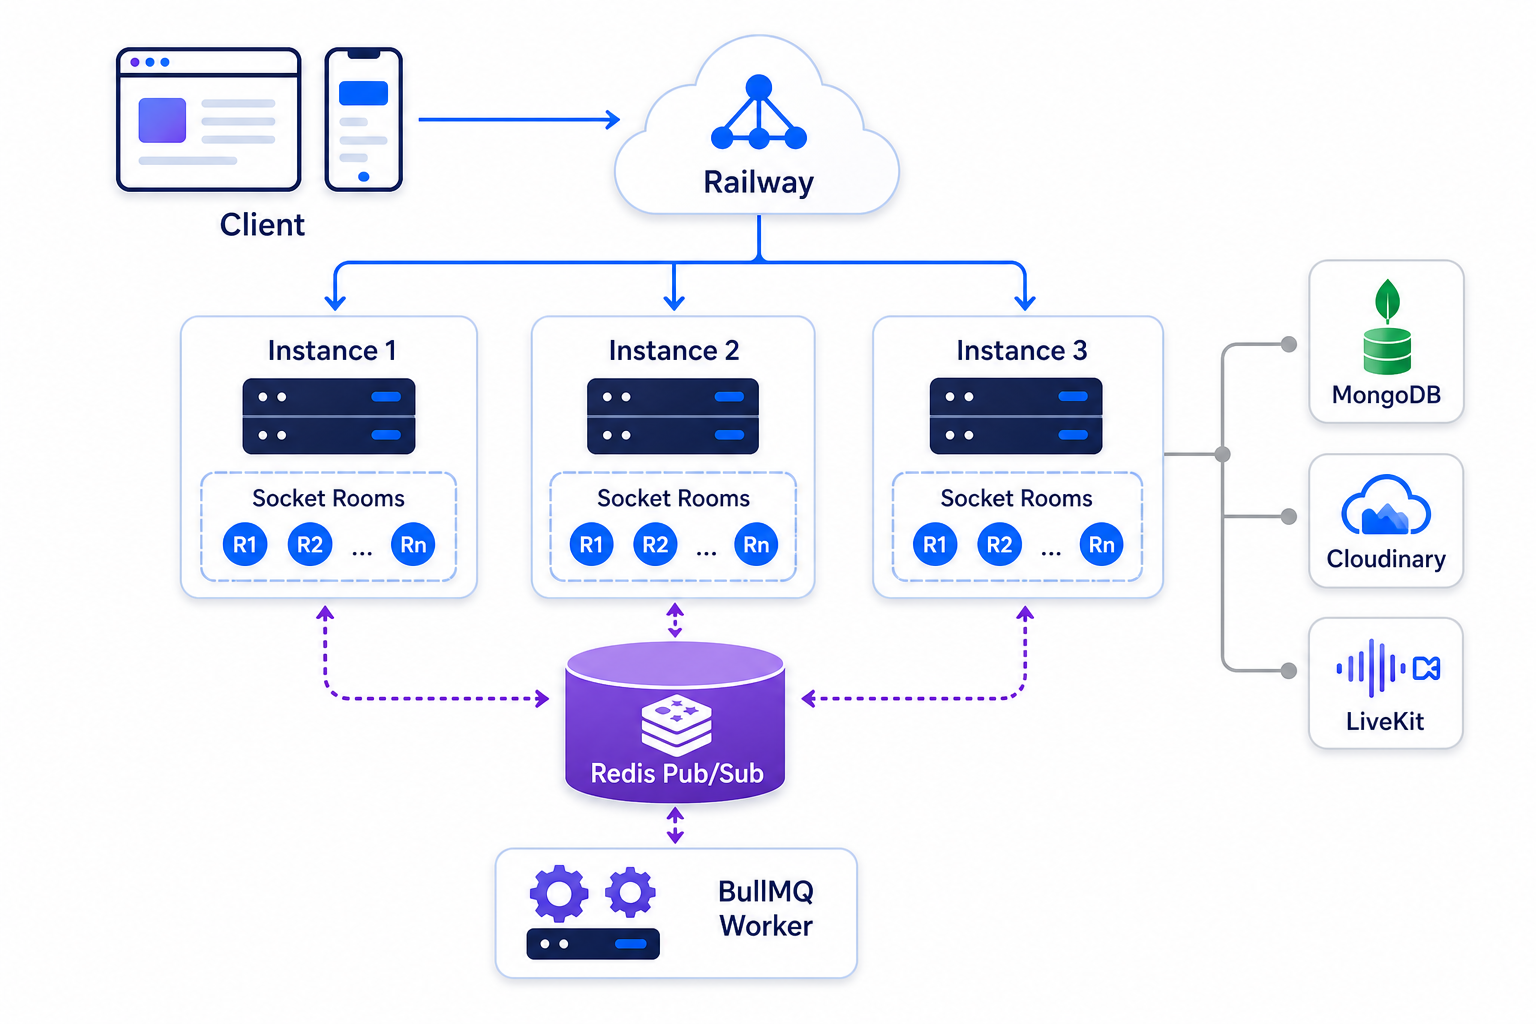 Client
Railway
Instance 1
Socket Rooms
R1 R2 ... Rn
Instance 2
Socket Rooms
R1 R2 ... Rn
Instance 3
Socket Rooms
R1 R2 ... Rn
MongoDB
Cloudinary
LiveKit
Redis Pub/Sub
BullMQ
Worker